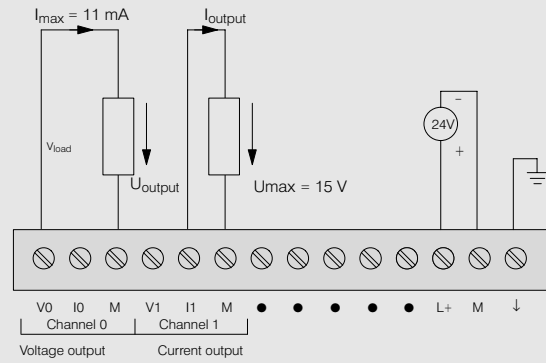 Imax = 11 mA
Ioutput
Vload
Uoutput
Umax = 15 V
24V
−
+
V0 I0 M V1 I1 M ● ● ● ● ● L+ M ↓
Channel 0 Channel 1
Voltage output Current output